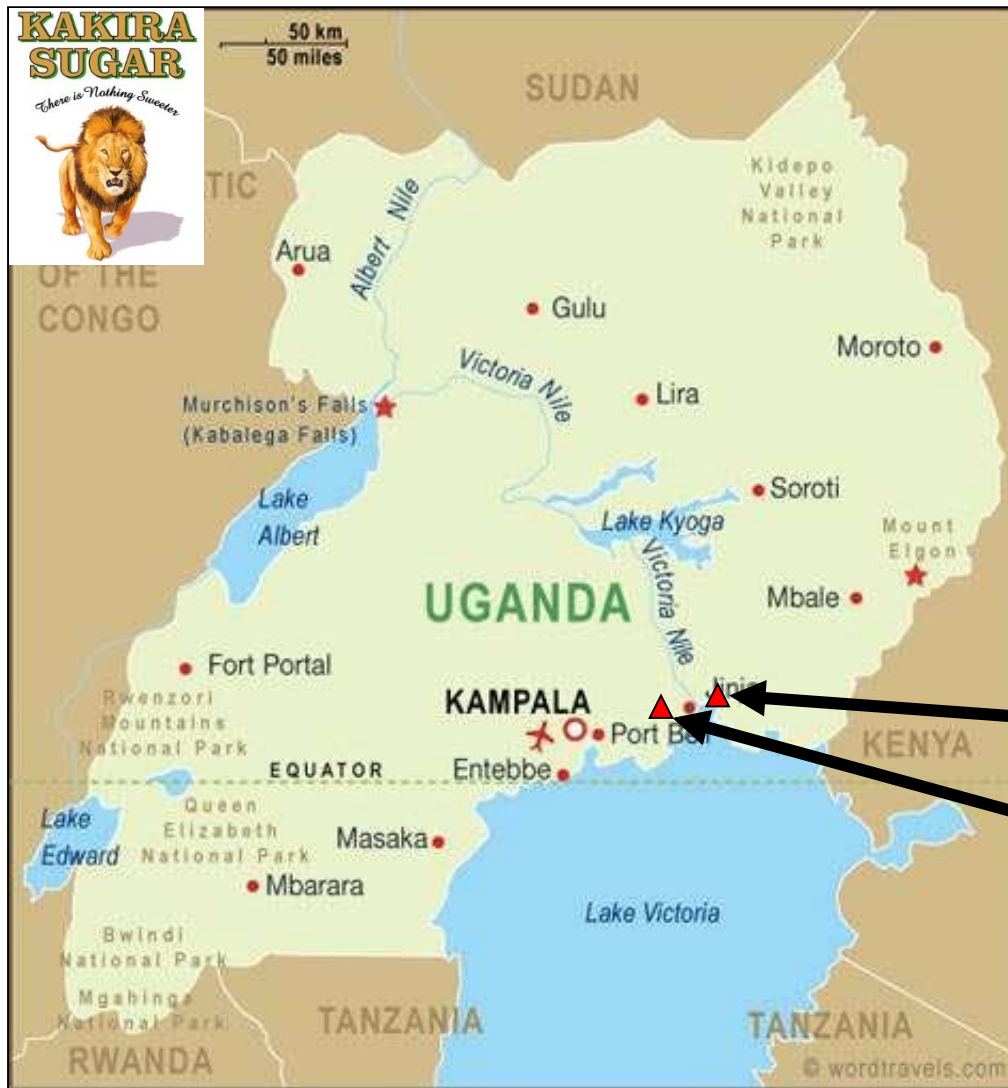 KAKIRA
SUGAR
There is Nothing Sweeter
50 km
50 miles
SUDAN
TIC
OF THE
CONGO
Kidepo
Valley
National
Park
Arua
Albert Nile
Gulu
Moroto
Victoria Nile
Lira
Murchison's Falls
(Kabalega Falls)
Lake
Albert
Soroti
Lake Kyoga
Mount
Elgon
Victoria Nile
UGANDA
Mbale
Fort Portal
Rwenzori
Mountains
National Park
KAMPALA
Port
KENYA
EQUATOR
Entebbe
Lake
Edward
Queen
Elizabeth
National Park
Masaka
Mbarara
Lake Victoria
Bwindi
National Park
Mgahinga
National Park
TANZANIA
TANZANIA
RWANDA
© wordtravels.com